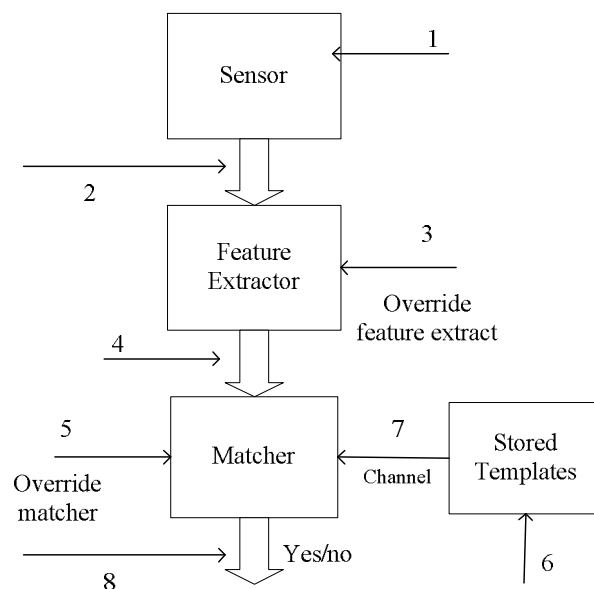 1
Sensor
2
3
Feature
Extractor
Override
feature extract
4
5
7
Matcher
Stored
Templates
Channel
Override
matcher
Yes/no
8
6